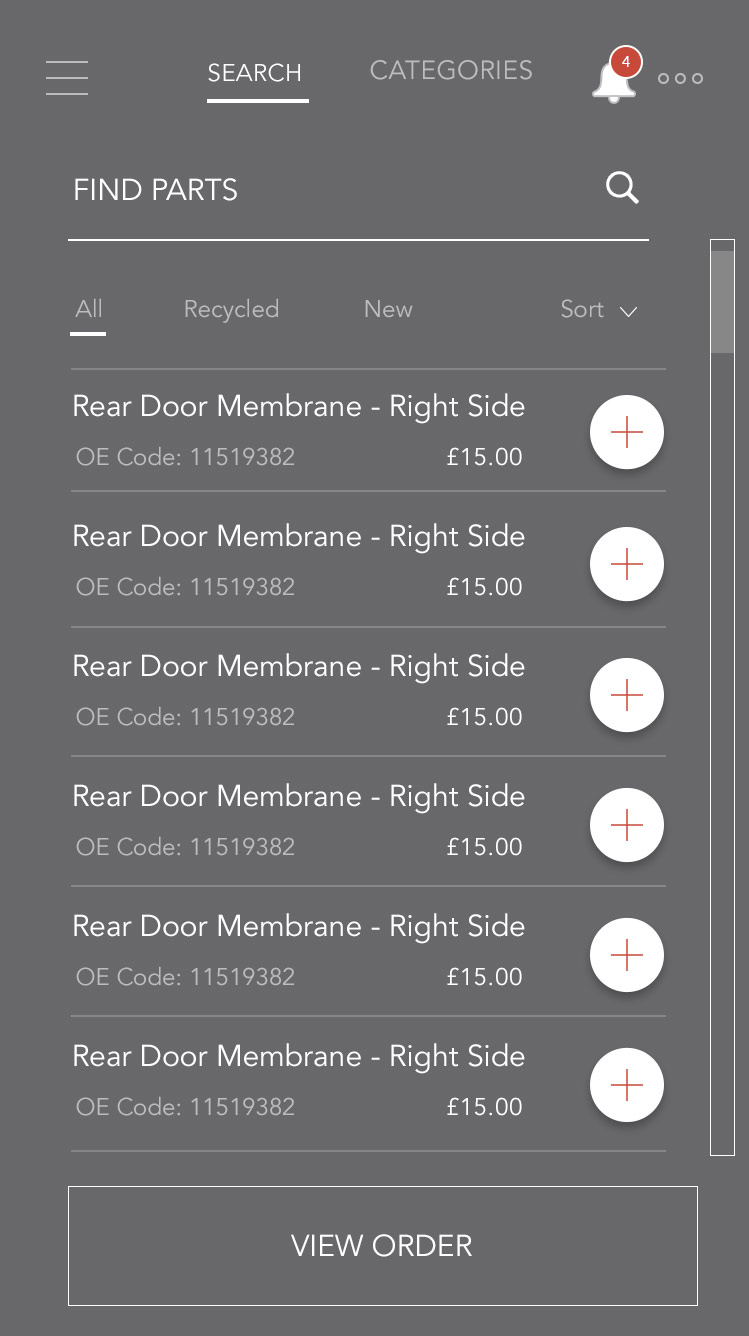 SEARCH CATEGORIES 4
FIND PARTS
All Recycled New Sort
Rear Door Membrane - Right Side
OE Code: 11519382 £15.00
Rear Door Membrane - Right Side
OE Code: 11519382 £15.00
Rear Door Membrane - Right Side
OE Code: 11519382 £15.00
Rear Door Membrane - Right Side
OE Code: 11519382 £15.00
Rear Door Membrane - Right Side
OE Code: 11519382 £15.00
Rear Door Membrane - Right Side
OE Code: 11519382 £15.00
VIEW ORDER